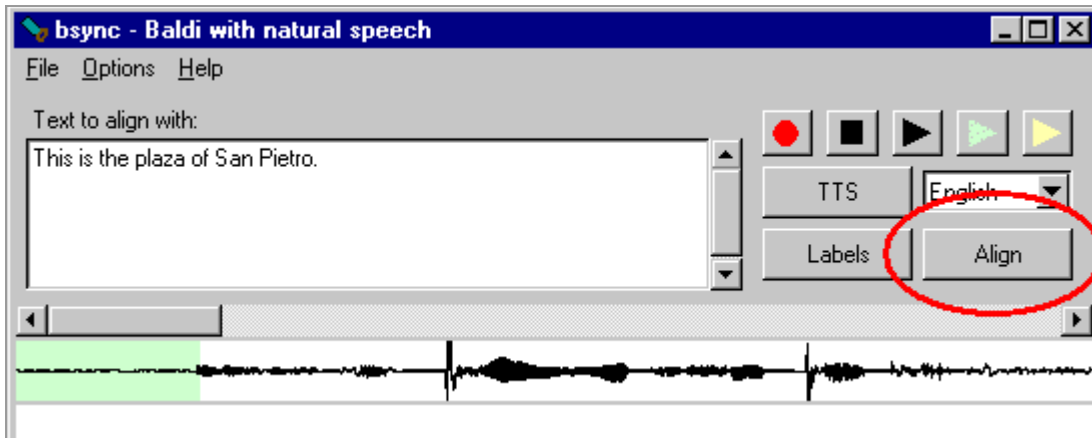 bsync - Baldi with natural speech
File Options Help
Text to align with:
This is the plaza of San Pietro.
TTS English
Labels Align